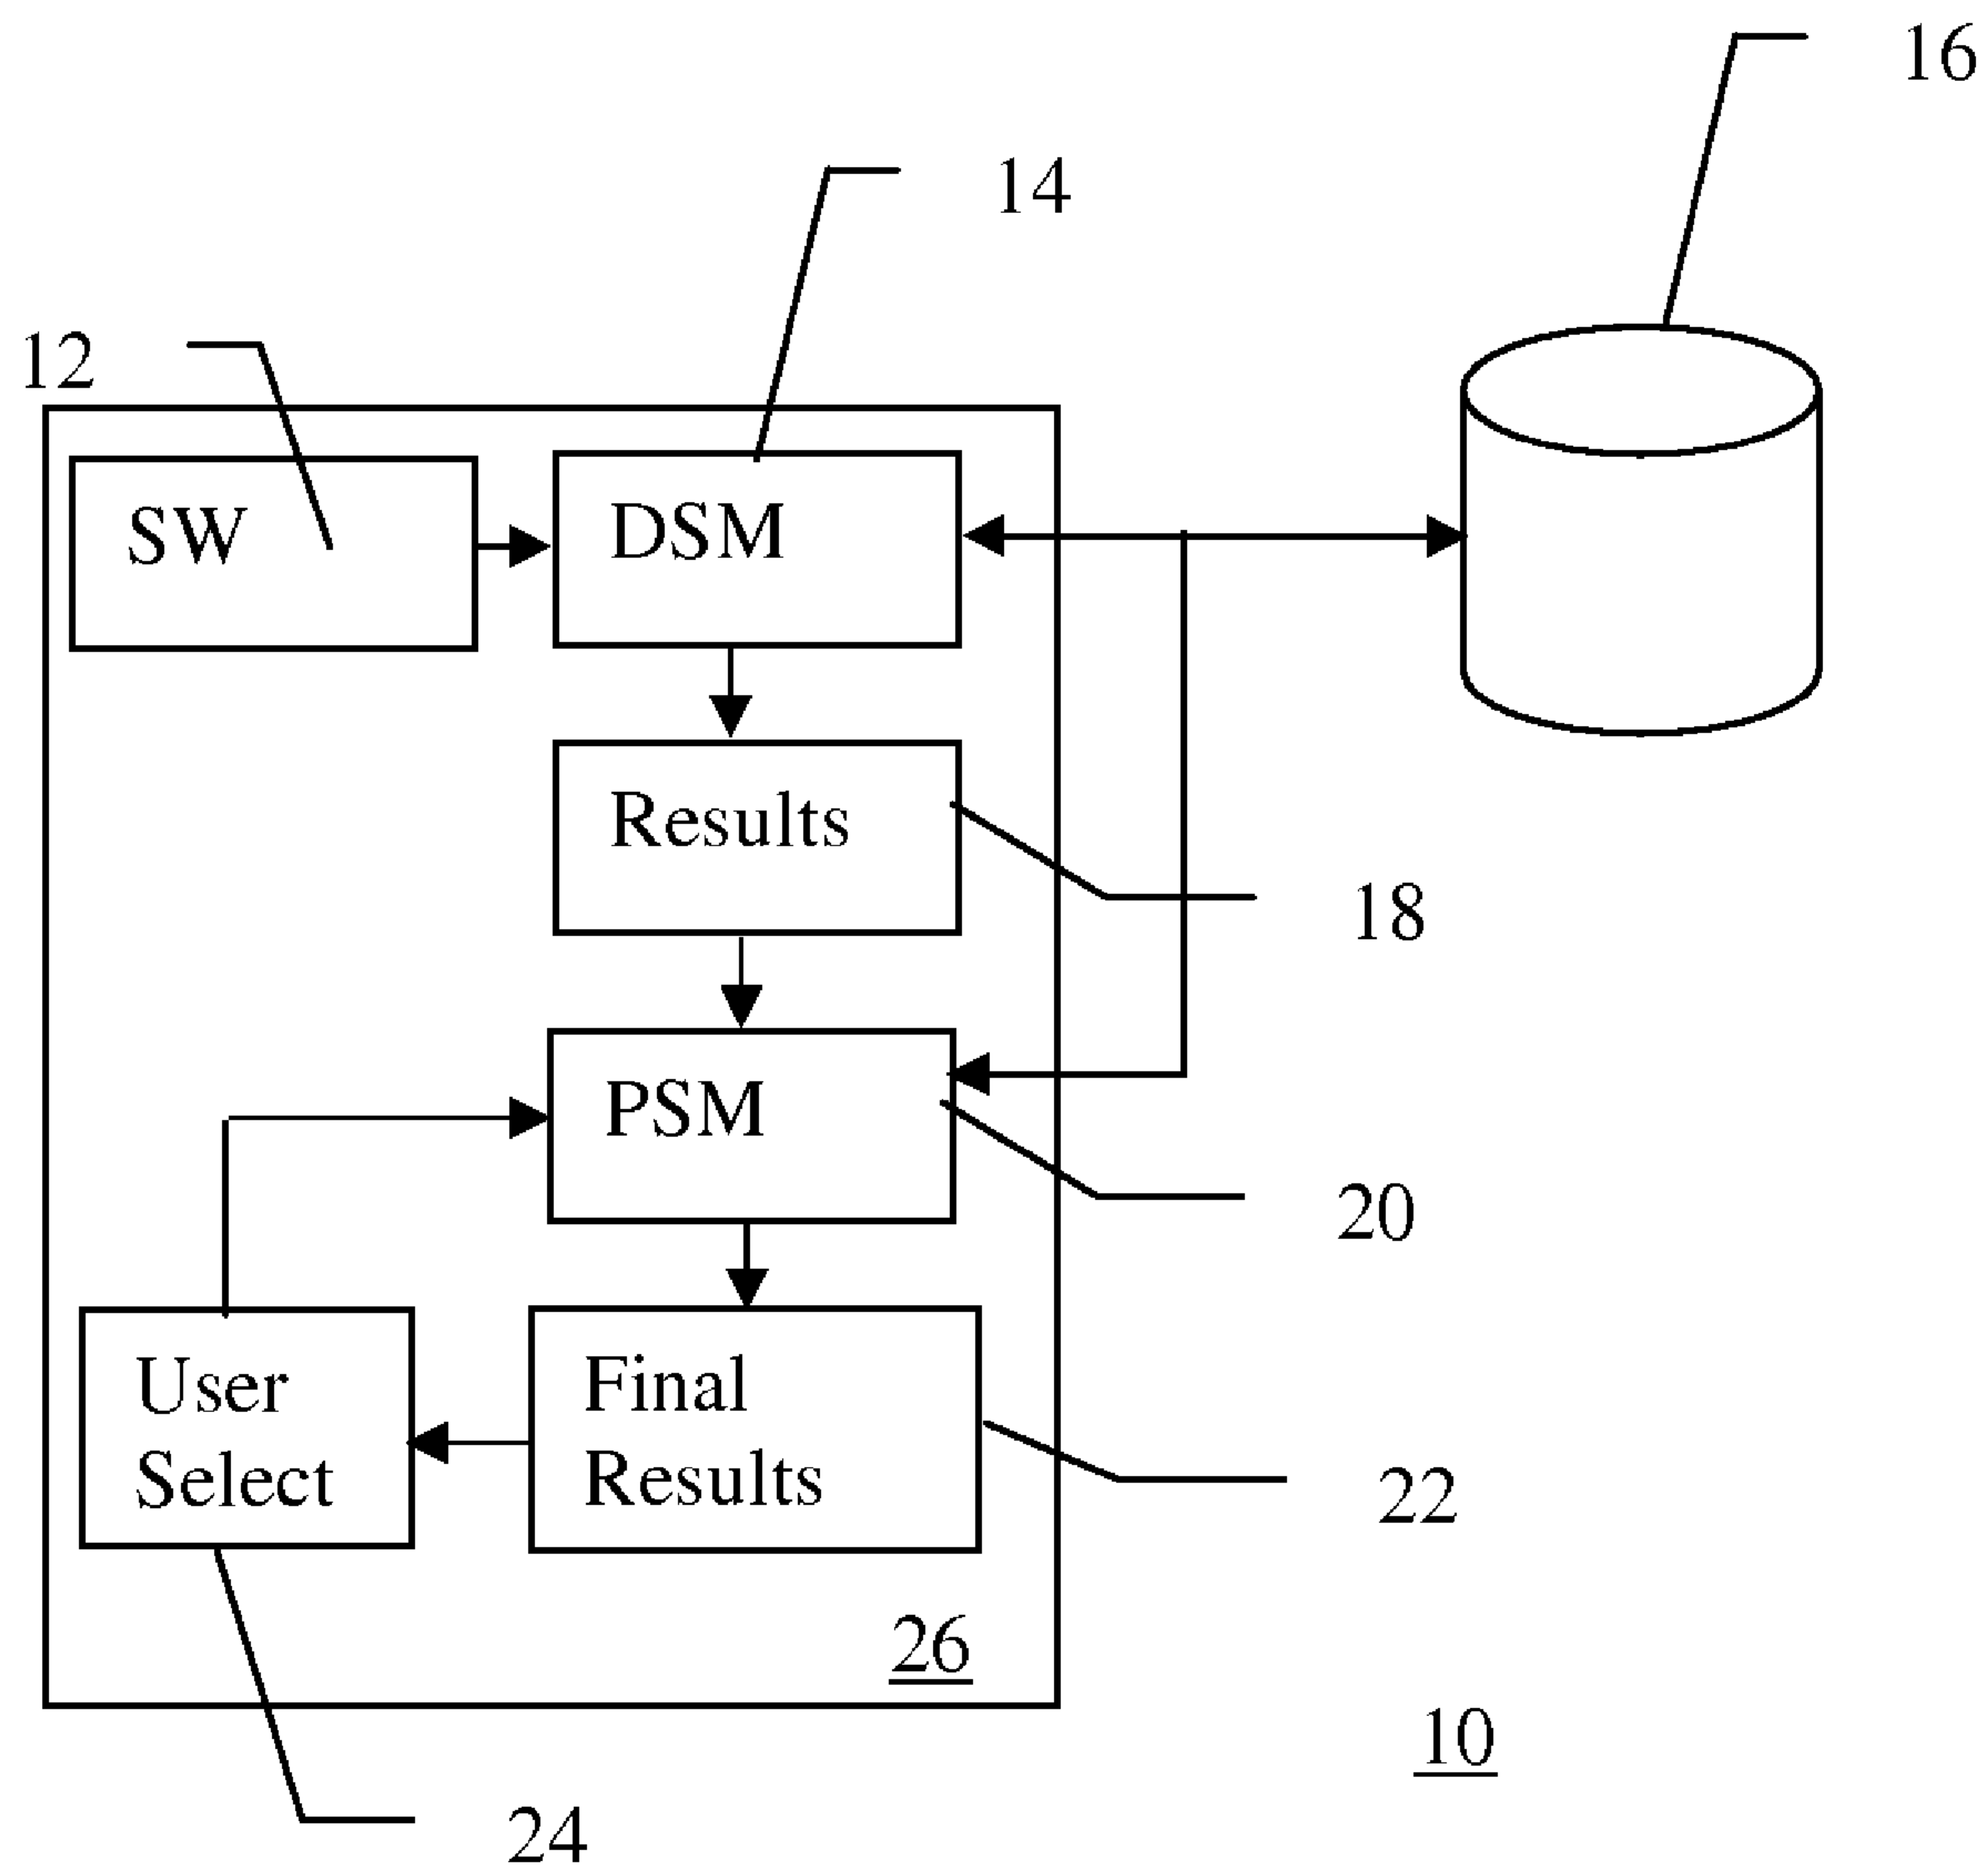 16
14
12
SW
DSM
Results
18
PSM
20
User
Select
Final
Results
22
26
10
24